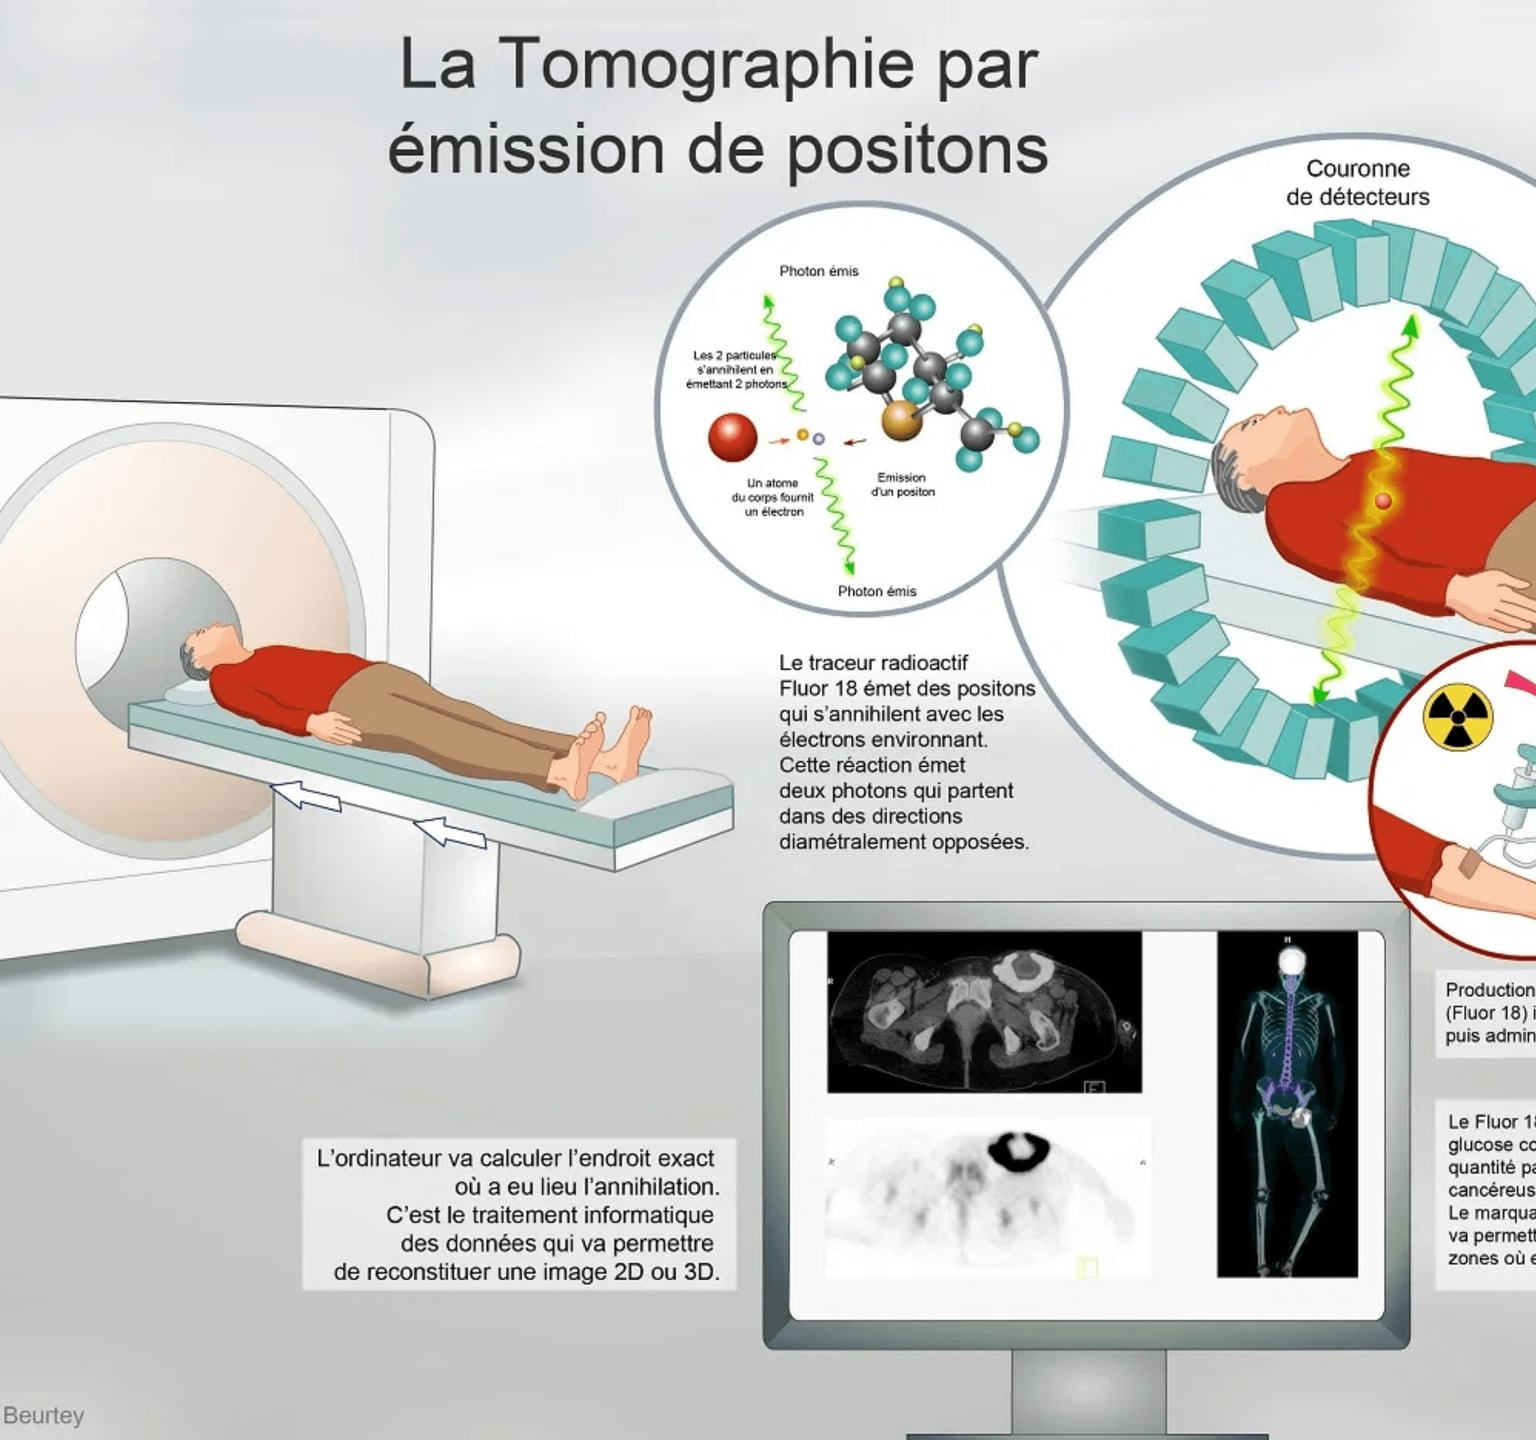 La Tomographie par
émission de positons
Couronne
de détecteurs
Photon émis
Les 2 particules
s'annihilent en
émettant 2 photons
Un atome
du corps fournit
un électron
Emission
d'un positon
Photon émis
Le traceur radioactif
Fluor 18 émet des positons
qui s'annihilent avec les
électrons environnant.
Cette réaction émet
deux photons qui partent
dans des directions
diamétralement opposées.
H
R
F
F
Production
(Fluor 18) i
puis admin
Le Fluor 18
glucose co
quantité pa
cancéreus
Le marqua
va permett
zones où e
L'ordinateur va calculer l'endroit exact
où a eu lieu l'annihilation.
C'est le traitement informatique
des données qui va permettre
de reconstituer une image 2D ou 3D.
Beurtey